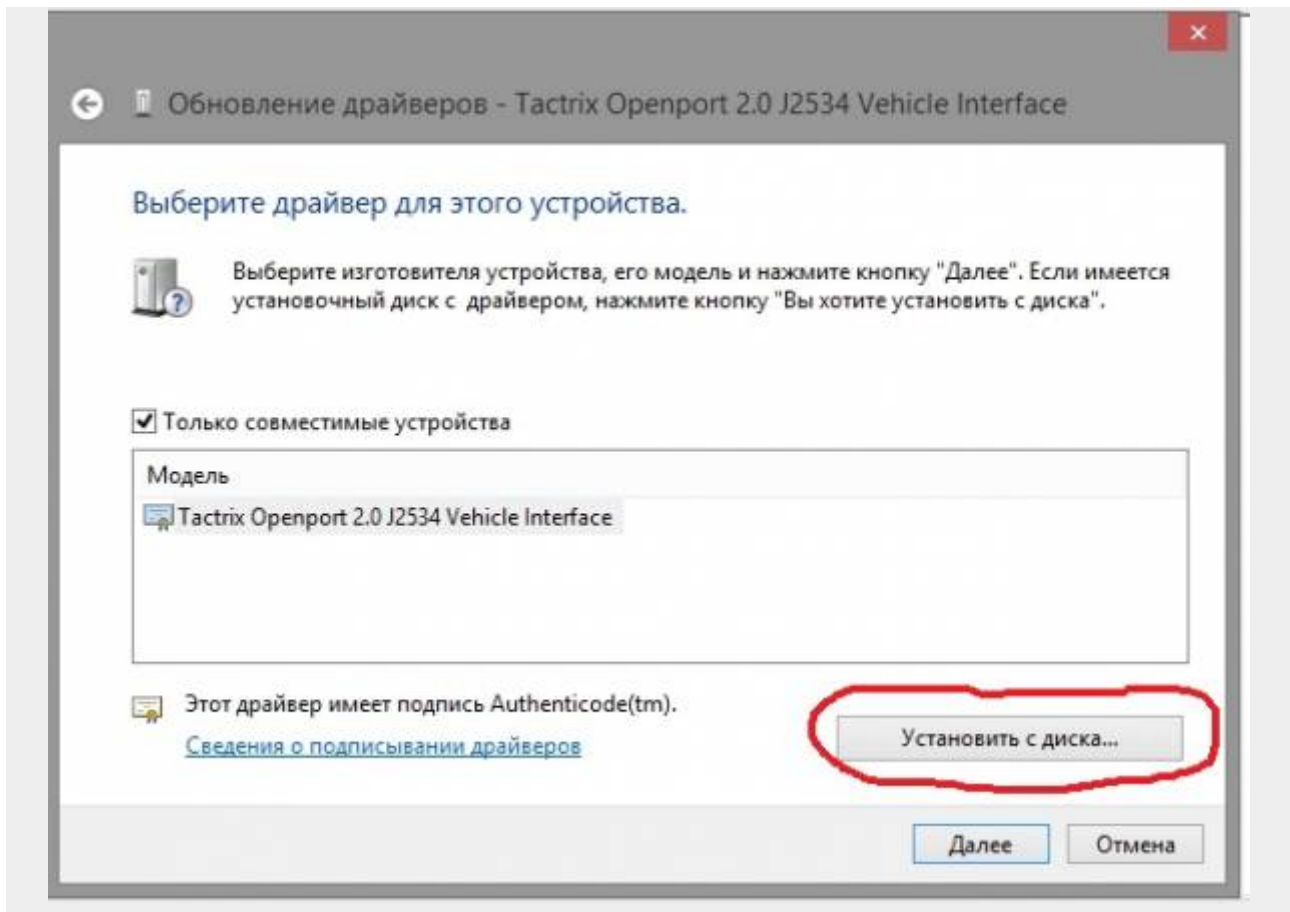 Обновление драйверов - Tactrix Openport 2.0 J2534 Vehicle Interface
Выберите драйвер для этого устройства.
Выберите изготовителя устройства, его модель и нажмите кнопку "Далее". Если имеется
установочный диск с драйвером, нажмите кнопку "Вы хотите установить с диска".
Только совместимые устройства
Модель
Tactrix Openport 2.0 J2534 Vehicle Interface
Этот драйвер имеет подпись Authenticode(tm).
Сведения о подписывании драйверов
Установить с диска...
Далее
Отмена